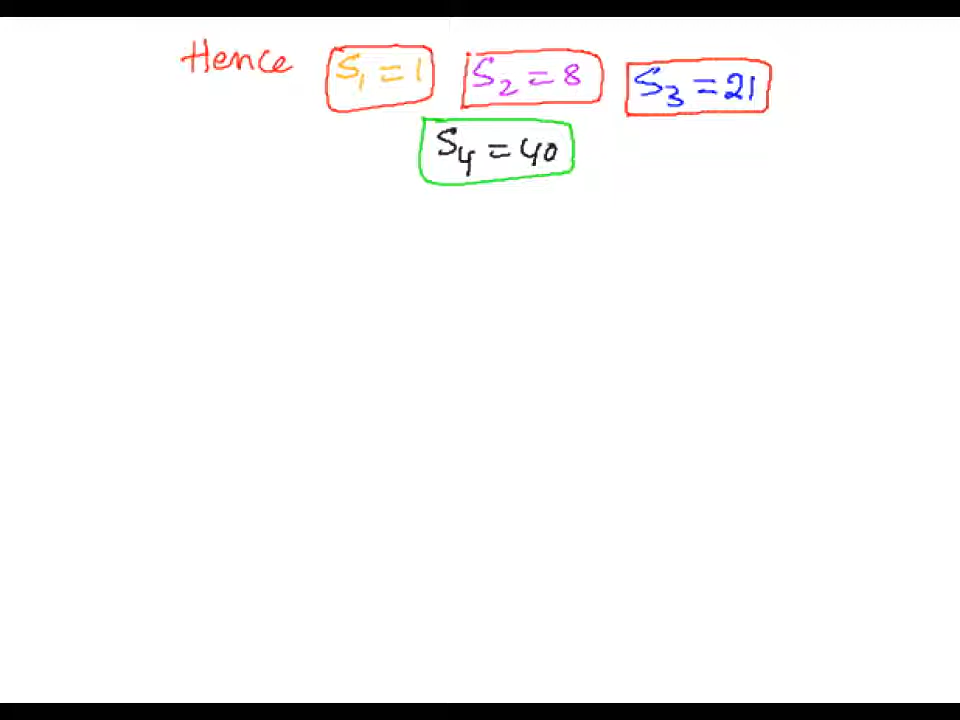 Hence S₁ = 1 S₂ = 8 S₃ = 21
S₄ = 40